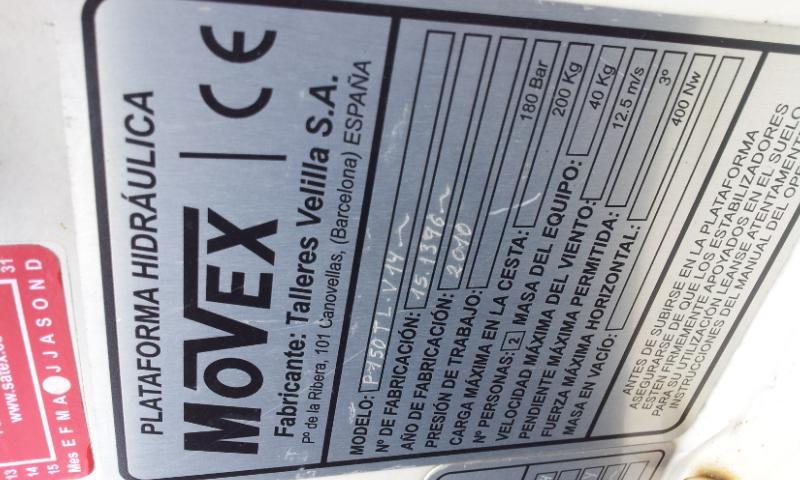 PLATAFORMA HIDRÁULICA
MOVEX CE
Fabricante: Talleres Velilla S.A.
Pº de la Ribera, 101 Canovellas, (Barcelona) ESPAÑA
MODELO: P150TL·V14
Nº DE FABRICACIÓN: 15.1396
AÑO DE FABRICACIÓN: 2010
PRESIÓN DE TRABAJO: 180 Bar
CARGA MÁXIMA EN LA CESTA: 200 Kg
Nº PERSONAS: 2 MASA DEL EQUIPO: 40 Kg
VELOCIDAD MÁXIMA DEL VIENTO: 12.5 m/s
PENDIENTE MÁXIMA PERMITIDA: 3º
FUERZA MÁXIMA HORIZONTAL: 400 Nw
MASA EN VACÍO:
ANTES DE SUBIRSE EN LA PLATAFORMA
ASEGURARSE DE QUE LOS ESTABILIZADORES
ESTEN FIRMEMENTE APOYADOS EN EL SUELO
PARA SU UTILIZACIÓN LEANSE ATENTAMENTE
INSTRUCCIONES DEL MANUAL DEL
www.satex.es
31
13
14
15
Mes E F M A J J A S O N D